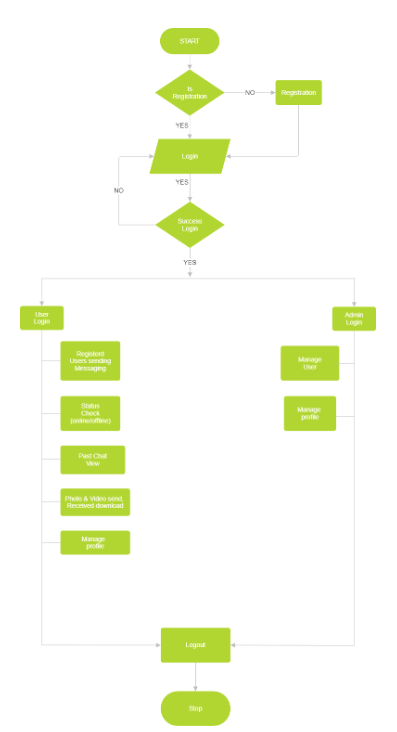 START
Is
Registration
NO
Registration
YES
Login
YES
NO
Success
Login
YES
User
Login
Admin
Login
Registerd
Users sending
Messaging
Manage
User
Status
Check
(online/offline)
Manage
profile
Past Chat
View
Photo & Video send,
Received download
Manage
profile
Logout
Stop